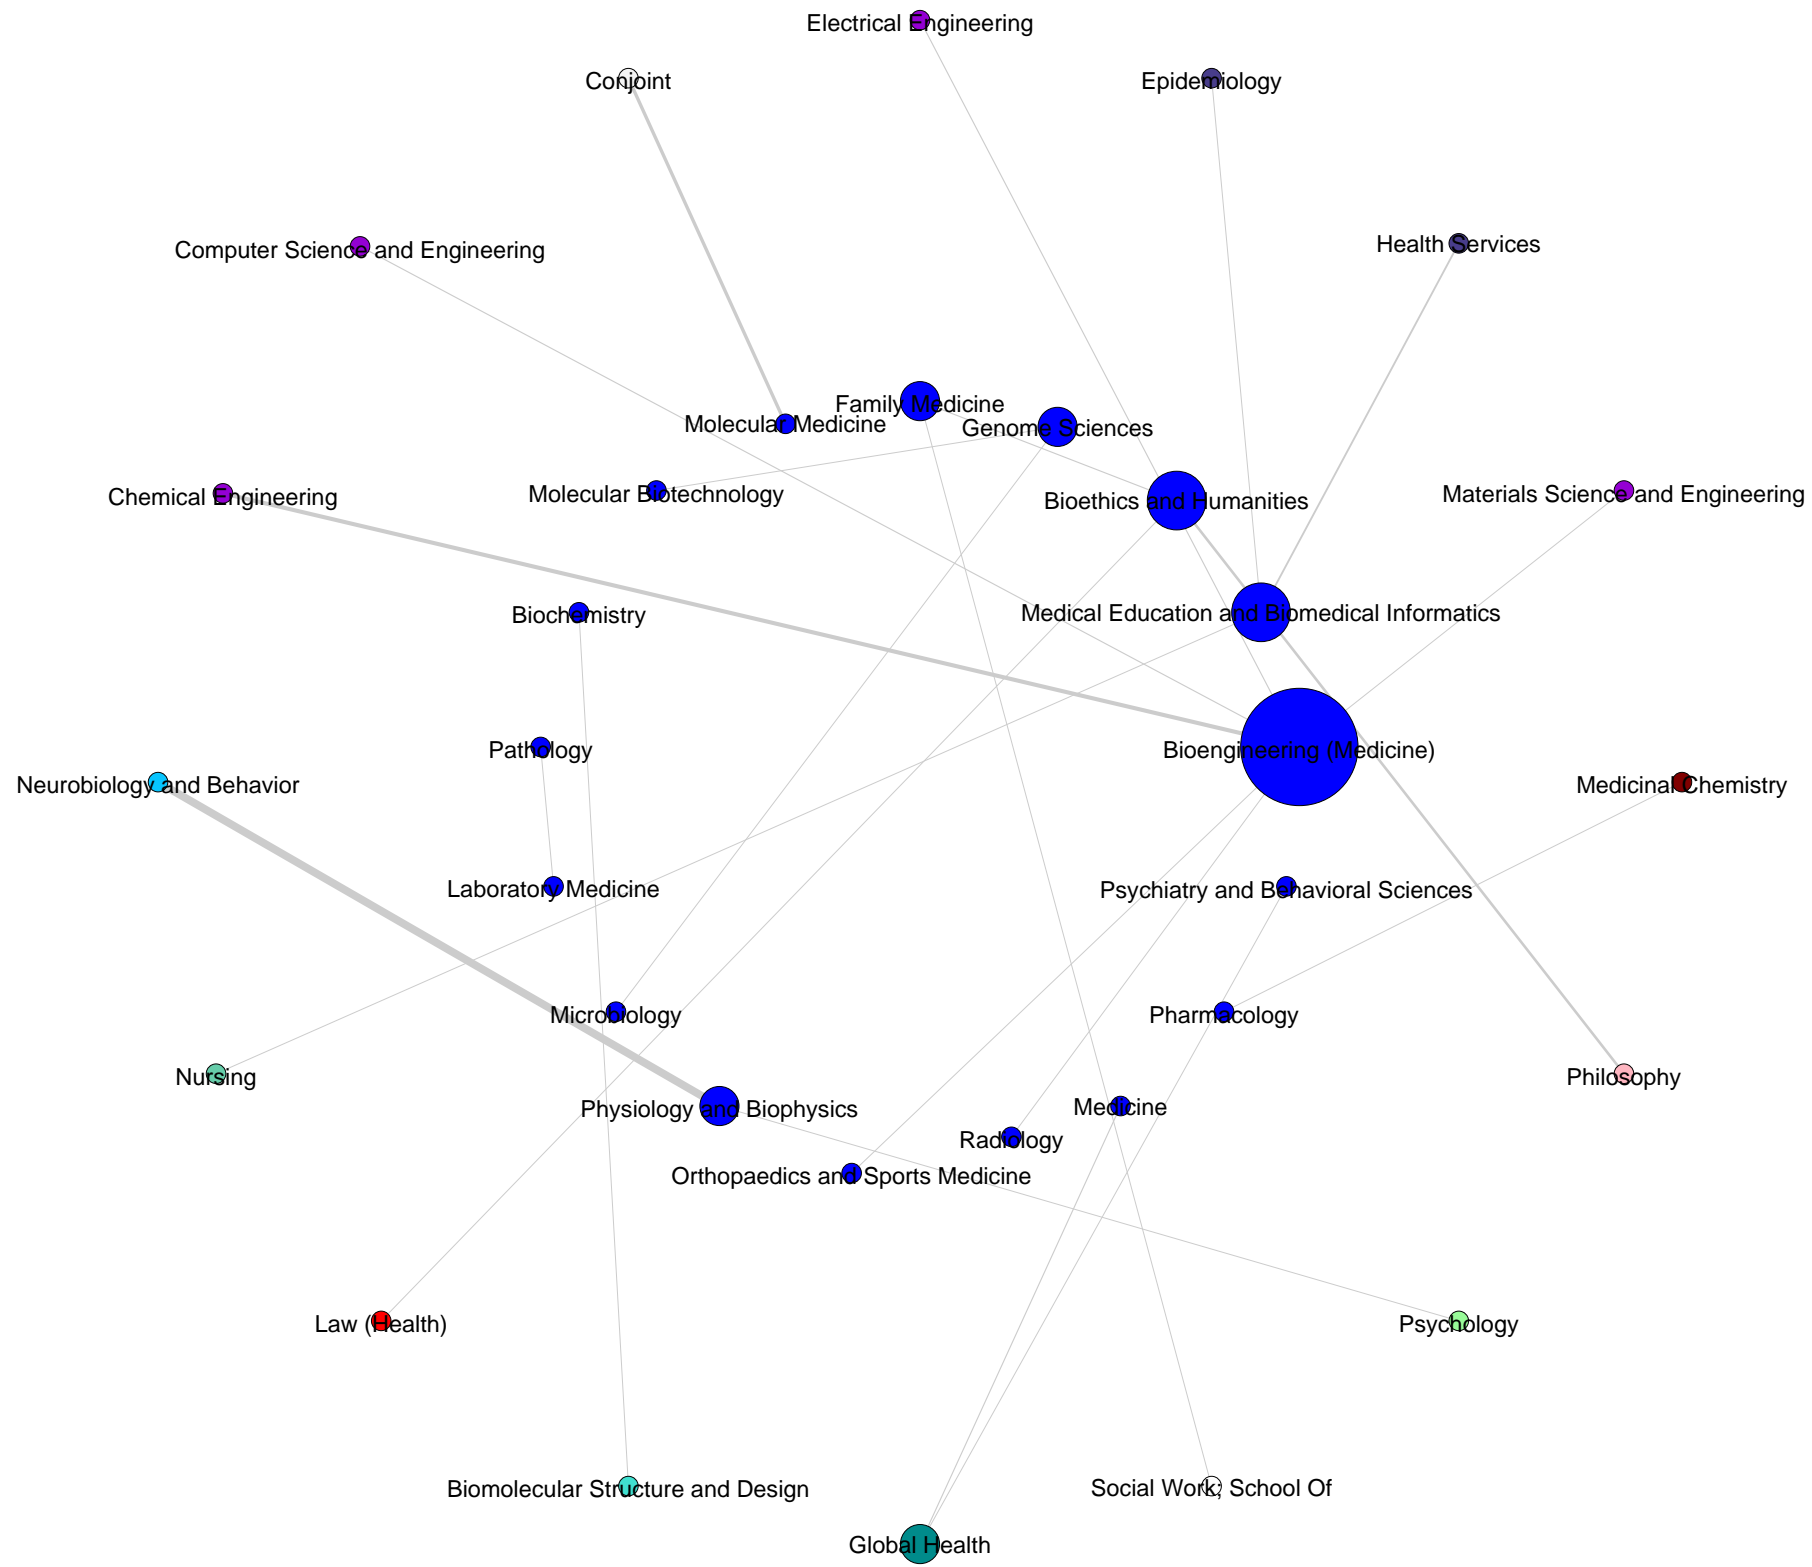 Electrical Engineering
Conjoint
Epidemiology
Computer Science and Engineering
Health Services
Family Medicine
Molecular Medicine
Genome Sciences
Chemical Engineering
Molecular Biotechnology
Bioethics and Humanities
Materials Science and Engineering
Biochemistry
Medical Education and Biomedical Informatics
Pathology
Bioengineering (Medicine)
Neurobiology and Behavior
Medicinal Chemistry
Laboratory Medicine
Psychiatry and Behavioral Sciences
Microbiology
Pharmacology
Nursing
Philosophy
Physiology and Biophysics
Medicine
Radiology
Orthopaedics and Sports Medicine
Law (Health)
Psychology
Biomolecular Structure and Design
Social Work, School Of
Global Health